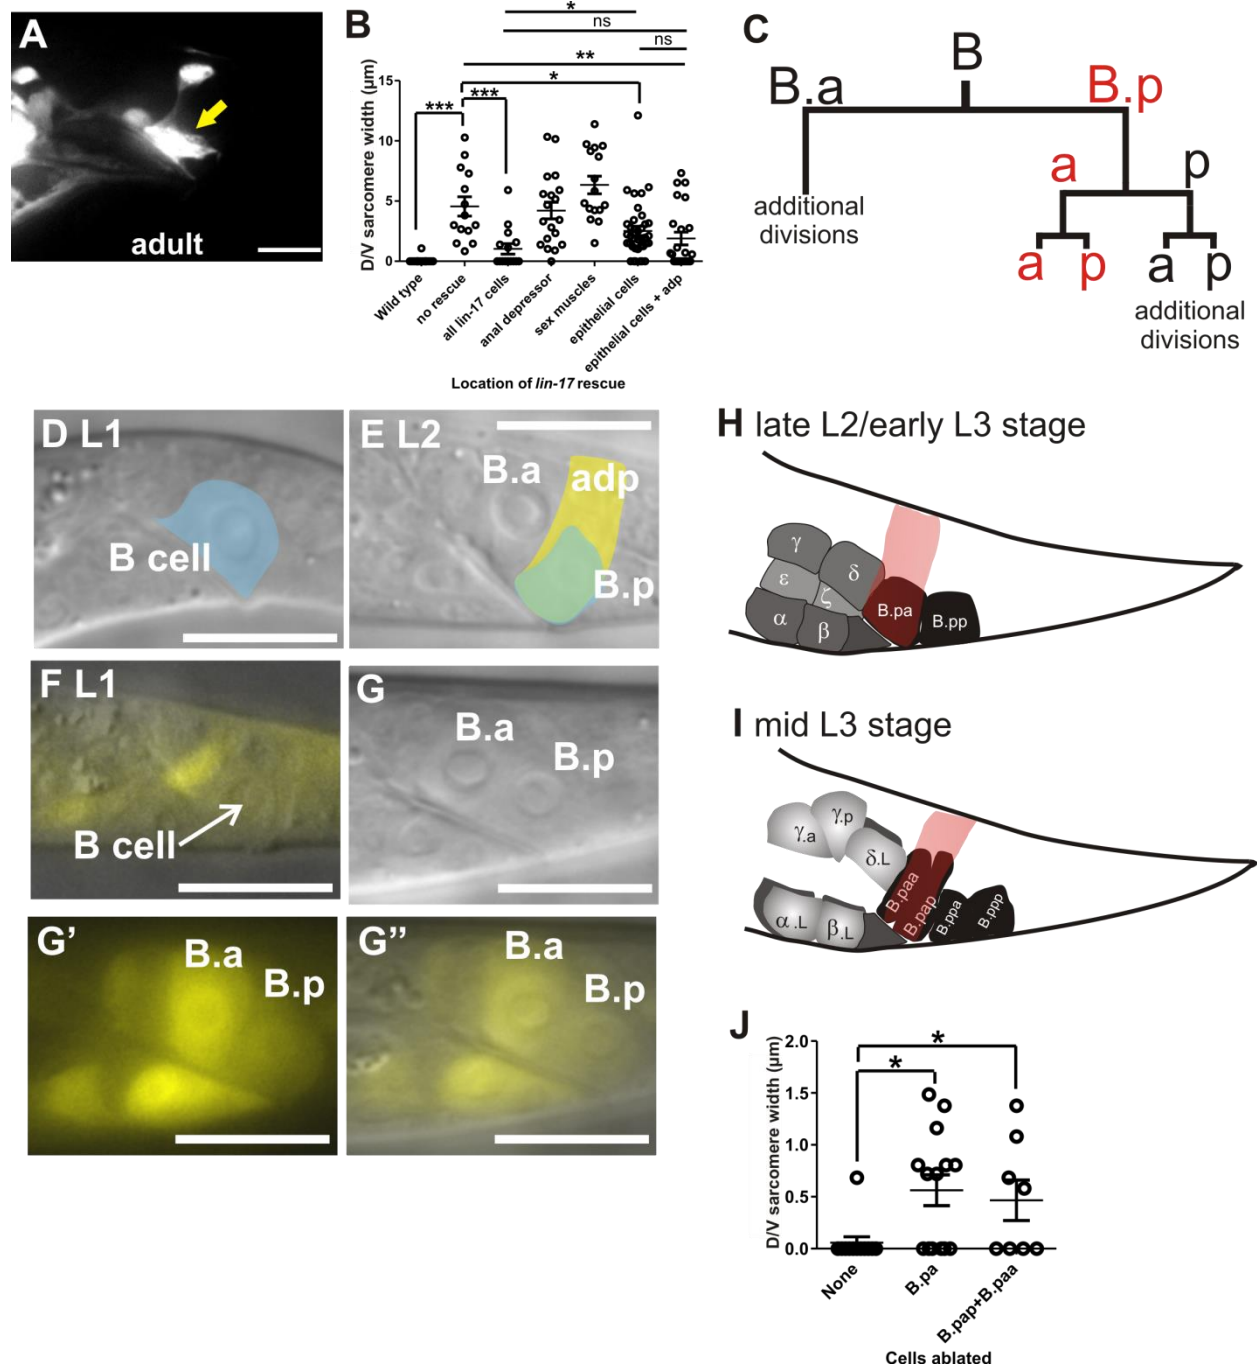 A
adult
B
*
ns
ns
**
*
*** ***
D/V sarcomere width (µm)
15
10
5
0
Wild type
no rescue
all lin-17 cells
anal depressor
sex muscles
epithelial cells
epithelial cells + adp
Location of lin-17 rescue
C
B
B.a B.p
a p
additional
divisions
a p a p
additional
divisions
D L1
B cell
E L2
B.a adp
B.p
F L1
B cell
G
B.a
B.p
G’
B.a
B.p
G’’
B.a
B.p
H late L2/early L3 stage
γ
δ
ε
ζ
α
β
B.pa
B.pp
I mid L3 stage
γ.a
γ.p
δ.L
α.L
β.L
B.paa
B.pap
B.ppa
B.ppp
J
D/V sarcomere width (µm)
2.0
1.5
1.0
0.5
0.0
*
*
None
B.pa
B.pap+B.paa
Cells ablated